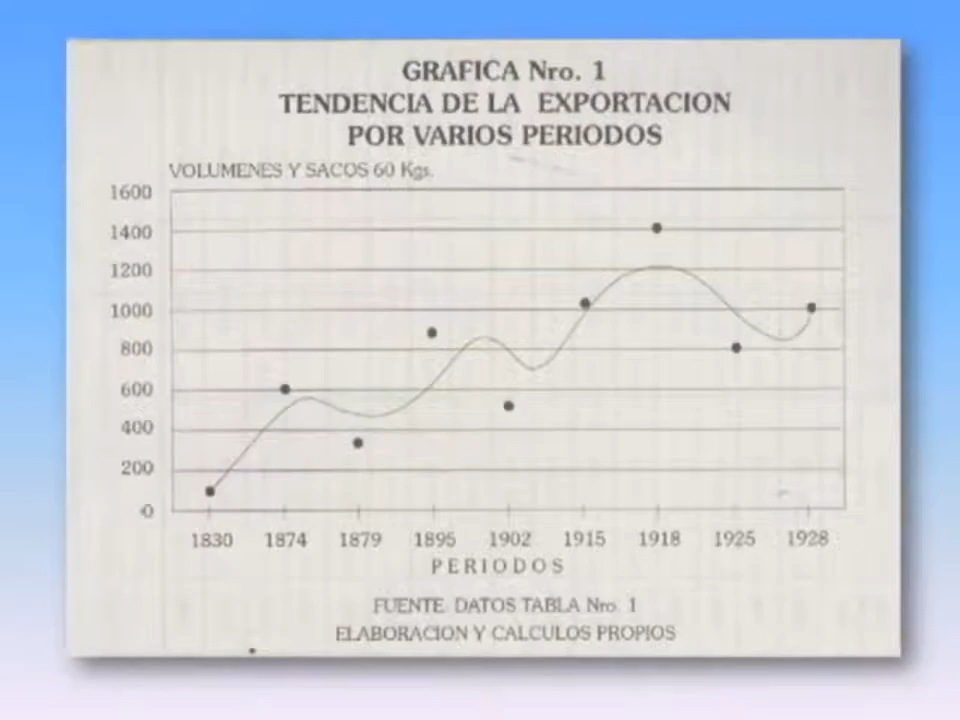 GRAFICA Nro. 1
TENDENCIA DE LA EXPORTACION
POR VARIOS PERIODOS
VOLUMENES Y SACOS 60 Kgs.
1600
1400
1200
1000
800
600
400
200
0
1830 1874 1879 1895 1902 1915 1918 1925 1928
PERIODOS
FUENTE. DATOS TABLA Nro. 1
ELABORACION Y CALCULOS PROPIOS